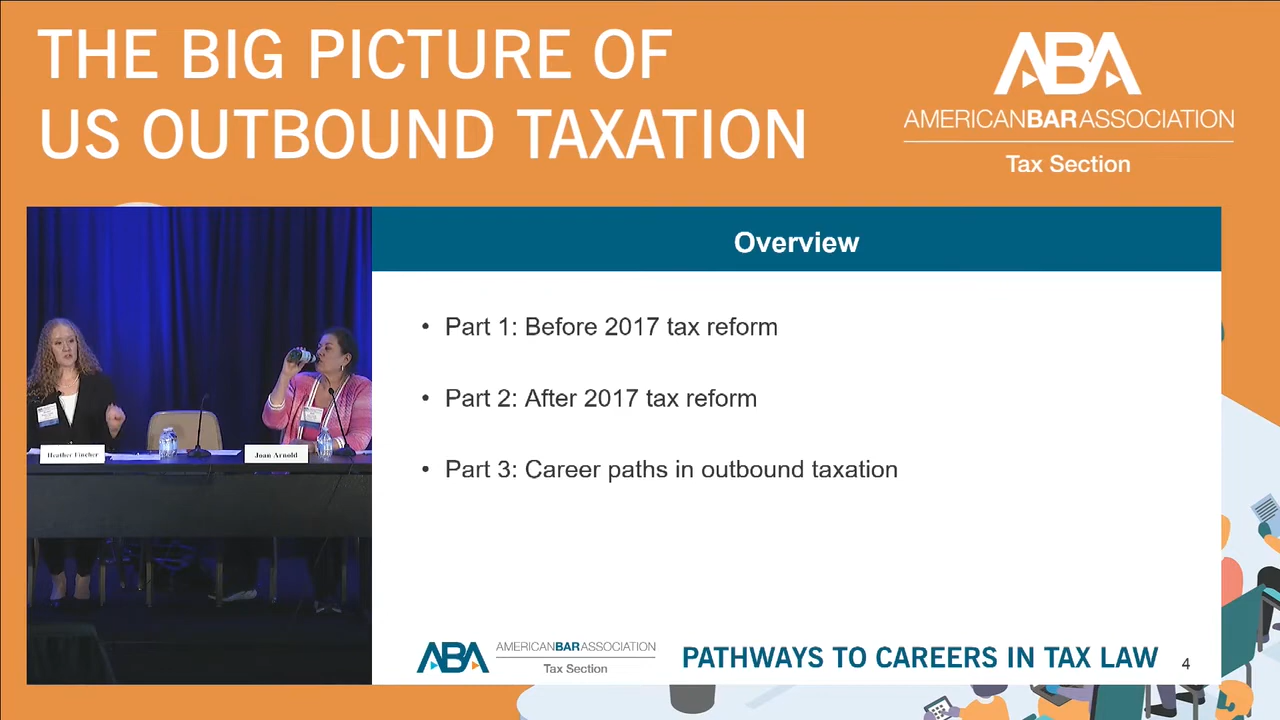 THE BIG PICTURE OF
US OUTBOUND TAXATION
ABA
AMERICANBARASSOCIATION
Tax Section
Overview
• Part 1: Before 2017 tax reform
• Part 2: After 2017 tax reform
• Part 3: Career paths in outbound taxation
Heather Fincher
Joan Arnold
ABA
AMERICANBARASSOCIATION
Tax Section
PATHWAYS TO CAREERS IN TAX LAW
4